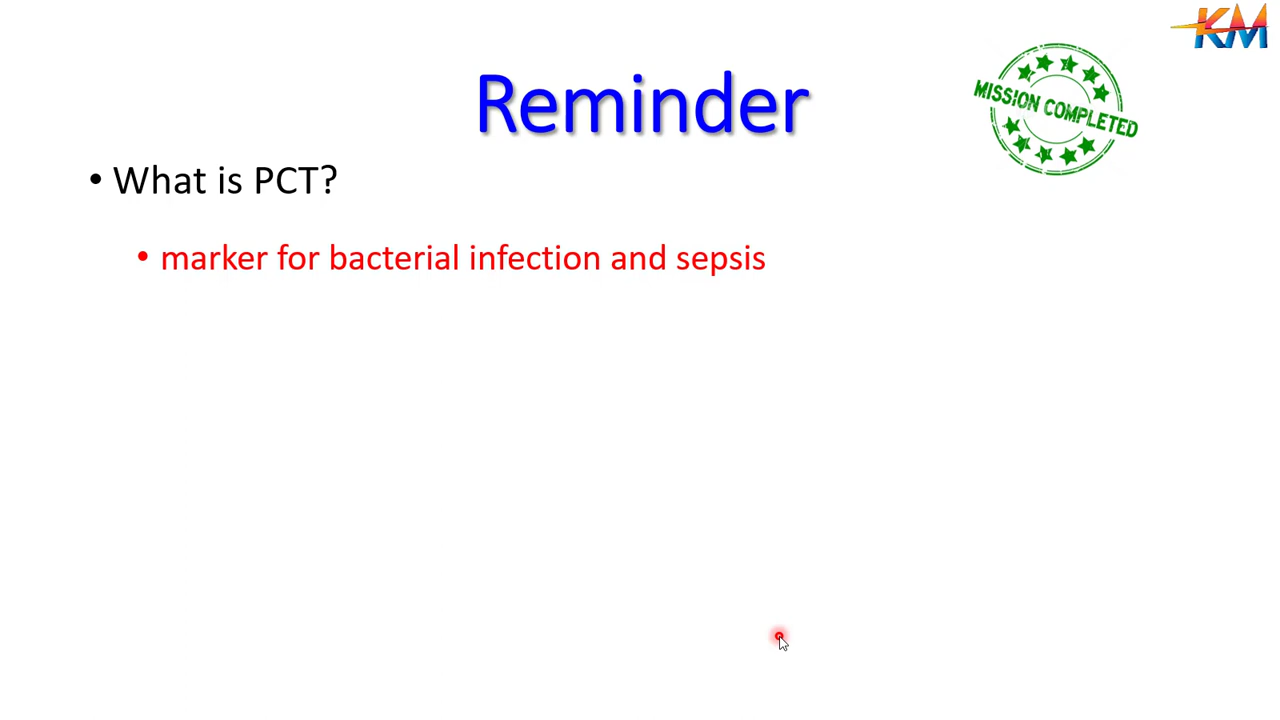 KM
Reminder
MISSION COMPLETED
• What is PCT?
• marker for bacterial infection and sepsis